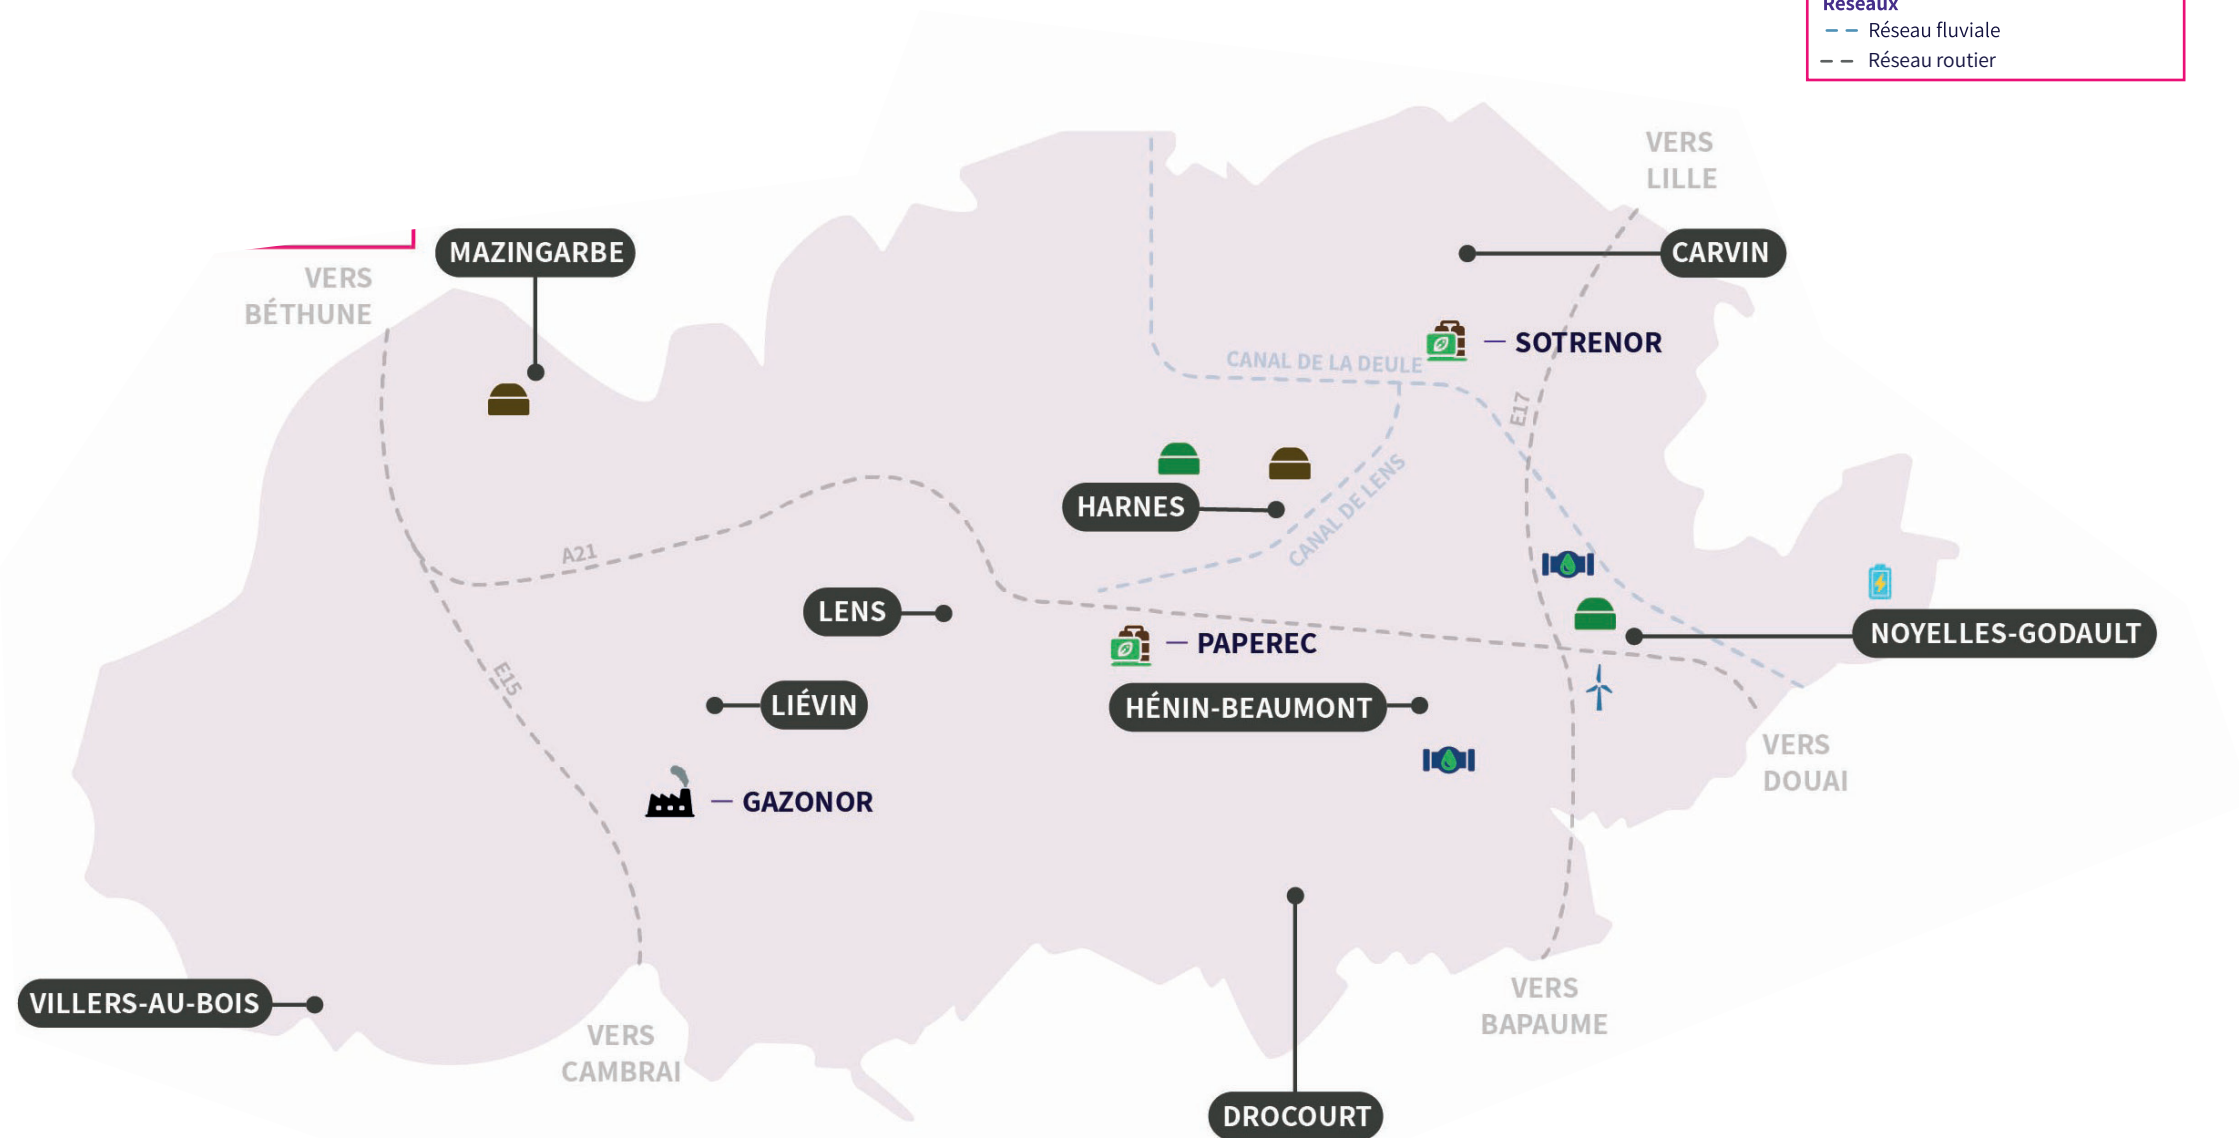 Réseaux
Réseau fluviale
Réseau routier
VERS
LILLE
MAZINGARBE
CARVIN
VERS
BÉTHUNE
SOTRENOR
CANAL DE LA DEULE
E17
HARNES
CANAL DE LENS
A21
LENS
PAPEREC
NOYELLES-GODAULT
E15
LIÉVIN
HÉNIN-BEAUMONT
VERS
DOUAI
GAZONOR
VILLERS-AU-BOIS
VERS
BAPAUME
VERS
CAMBRAI
DROCOURT